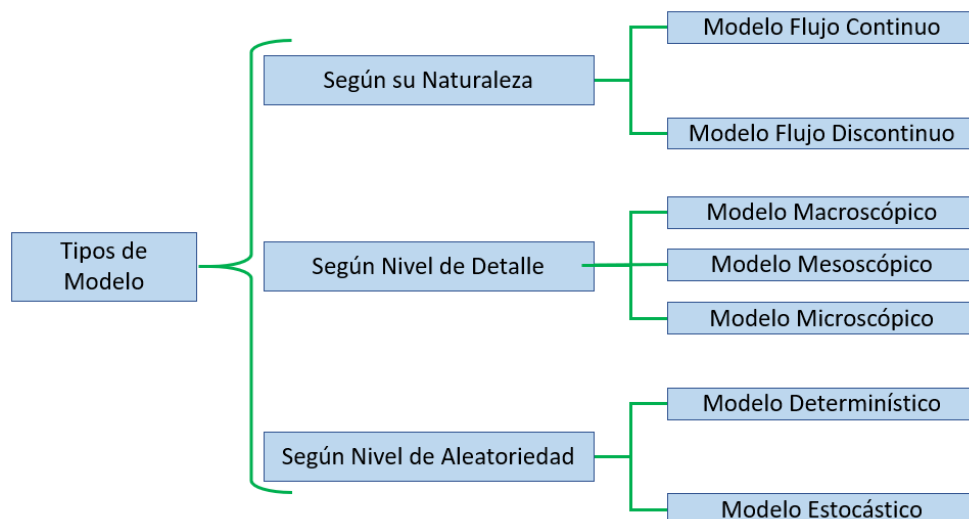 Tipos de
Modelo
Según su Naturaleza
Modelo Flujo Continuo
Modelo Flujo Discontinuo
Según Nivel de Detalle
Modelo Macroscópico
Modelo Mesoscópico
Modelo Microscópico
Según Nivel de Aleatoriedad
Modelo Determinístico
Modelo Estocástico